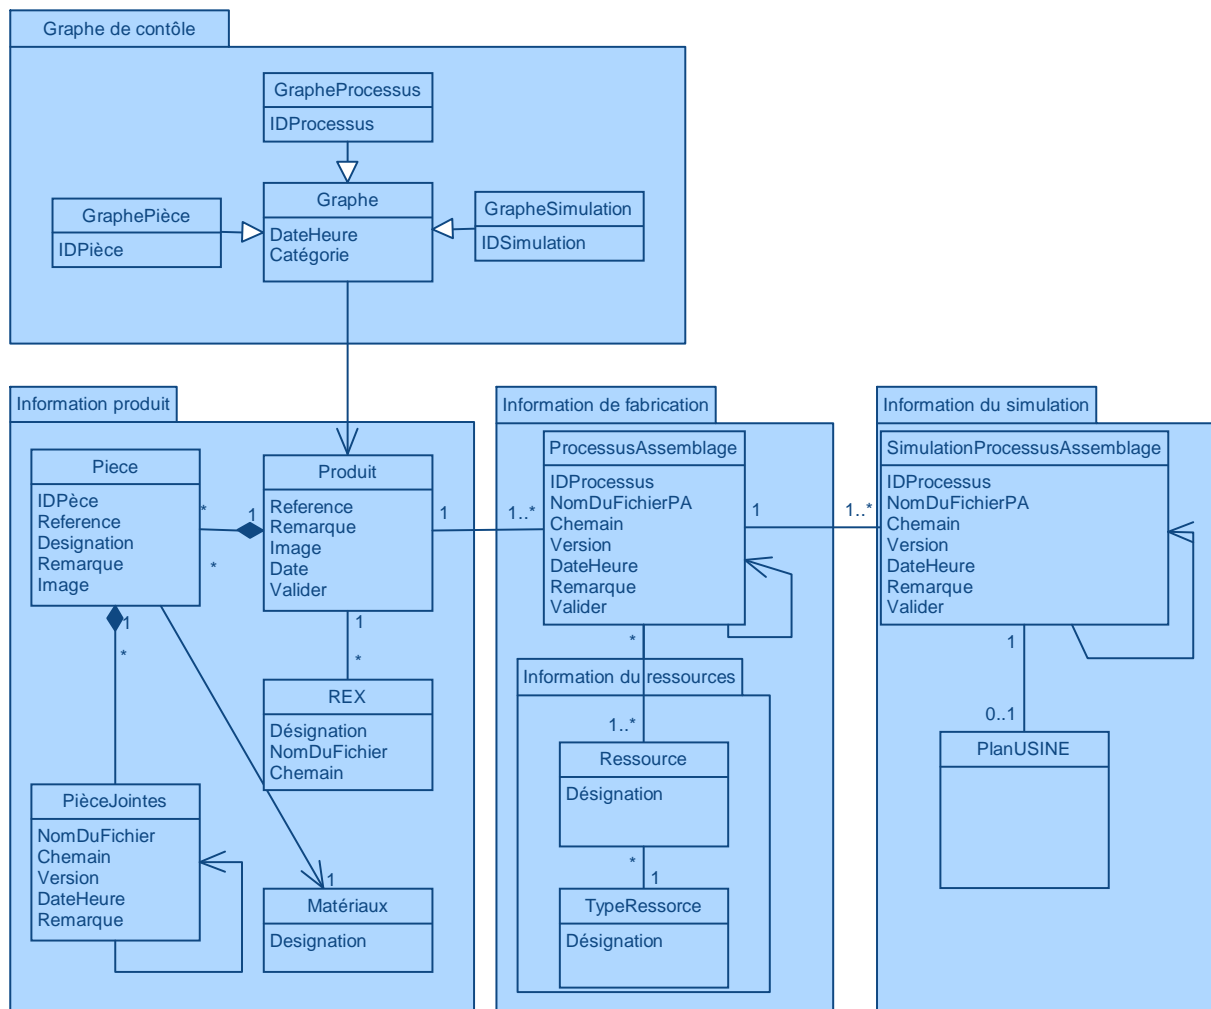 Graphe de contôle
GrapheProcessus
IDProcessus
Graphe
DateHeure
Catégorie
GraphePièce
IDPièce
GrapheSimulation
IDSimulation
Information produit
Piece
IDPèce
Reference
Designation
Remarque
Image
*
1
*
Produit
Reference
Remarque
Image
Date
Valider
1
1..*
1
*
REX
Désignation
NomDuFichier
Chemain
1
*
PièceJointes
NomDuFichier
Chemain
Version
DateHeure
Remarque
1
Matériaux
Designation
Information de fabrication
ProcessusAssemblage
IDProcessus
NomDuFichierPA
Chemain
Version
DateHeure
Remarque
Valider
1
1..*
*
Information du ressources
1..*
Ressource
Désignation
*
1
TypeRessorce
Désignation
Information du simulation
SimulationProcessusAssemblage
IDProcessus
NomDuFichierPA
Chemain
Version
DateHeure
Remarque
Valider
1
0..1
PlanUSINE